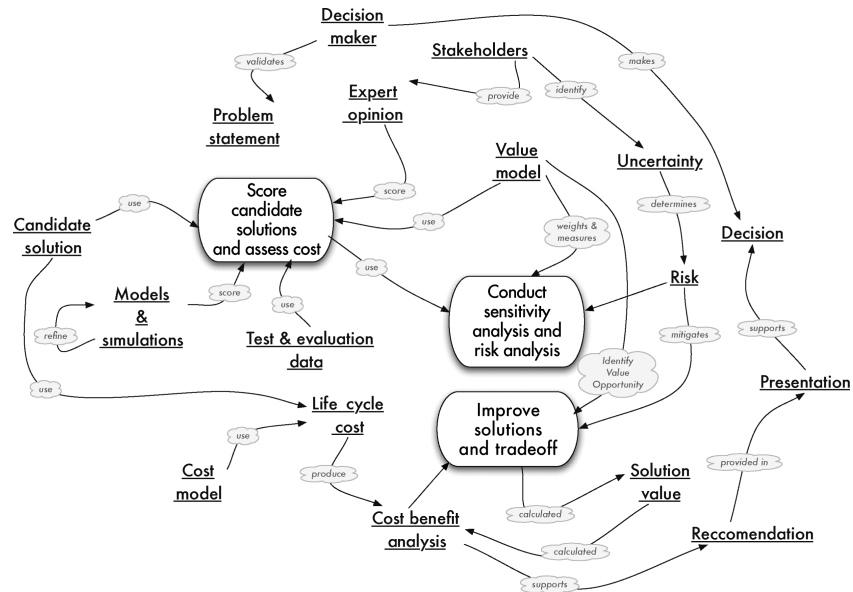 Decision
maker
Stakeholders
validates
makes
Expert
opinion
provide
identify
Problem
statement
Value
model
Uncertainty
Score
candidate
solutions
and assess cost
score
use
use
determines
weights &
measures
Candidate
solution
Decision
use
Risk
Models
&
simulations
score
refine
use
Test & evaluation
data
Conduct
sensitivity
analysis and
risk analysis
mitigates
supports
Identify
Value
Opportunity
Presentation
use
Life cycle
cost
Improve
solutions
and tradeoff
use
Cost
model
produce
Solution
value
provided in
calculated
Cost benefit
analysis
Reccomendation
calculated
supports